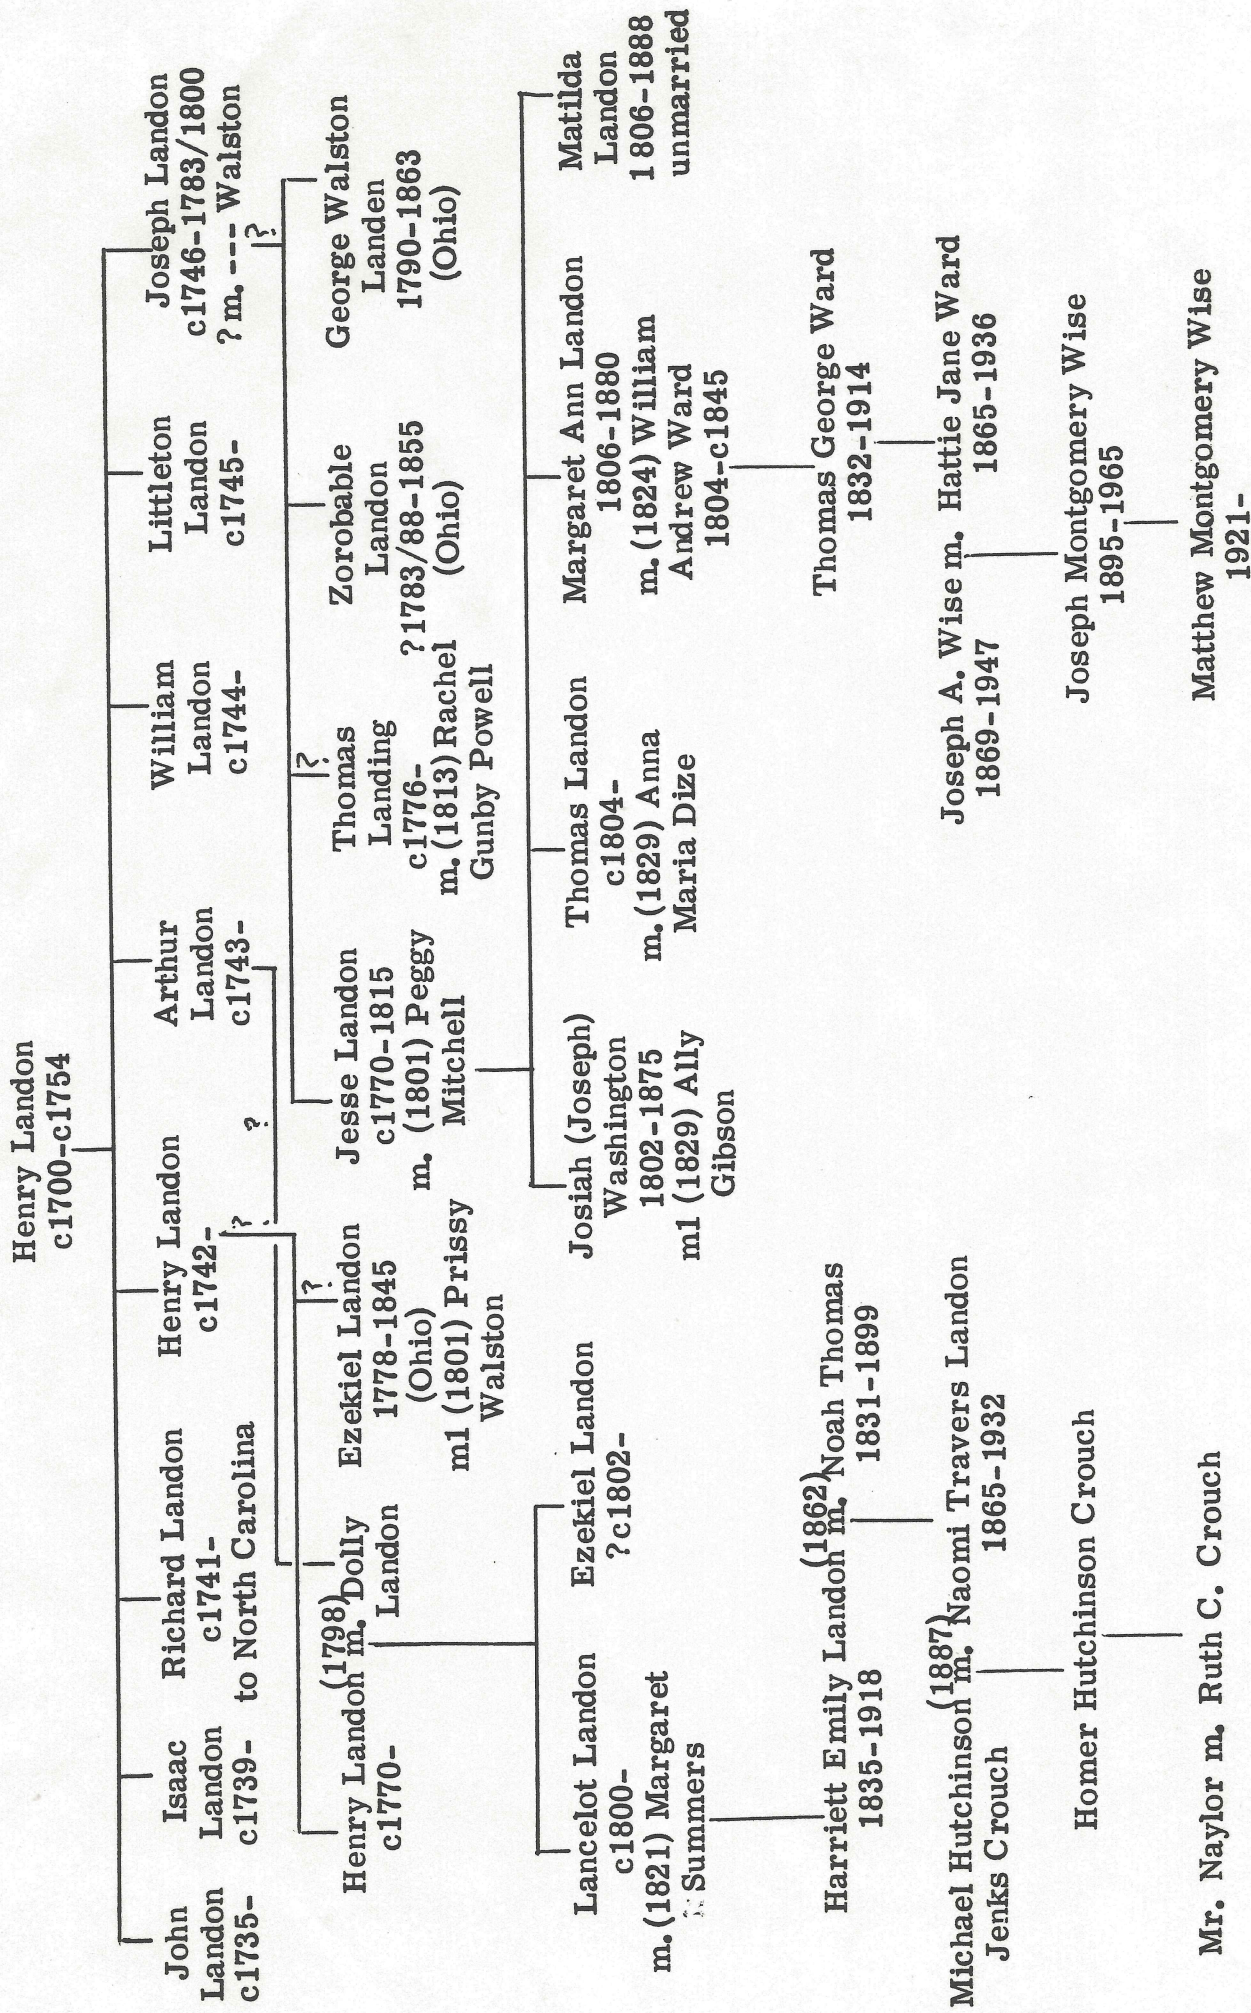 Henry Landon
c1700-c1754
John
Landon
c1735-
Isaac
Landon
c1739-
Richard Landon
c1741-
to North Carolina
Henry Landon
c1742-
?
Arthur
Landon
c1743-
?
William
Landon
c1744-
Littleton
Landon
c1745-
Joseph Landon
c1746-1783/1800
?m. --- Walston
?
Henry Landon m. Dolly
(1798)
c1770-
Landon
?
Ezekiel Landon
1778-1845
(Ohio)
m1 (1801) Prissy
Walston
Jesse Landon
c1770-1815
m. (1801) Peggy
Mitchell
?
Thomas
Landing
c1776-
m. (1813) Rachel
Gunby Powell
Zorobable
Landon
?1783/88-1855
(Ohio)
George Walston
Landen
1790-1863
(Ohio)
Lancelot Landon
c1800-
m. (1821) Margaret
Summers
Ezekiel Landon
?c1802-
Josiah (Joseph)
Washington
1802-1875
m1 (1829) Ally
Gibson
Thomas Landon
c1804-
m. (1829) Anna
Maria Dize
Margaret Ann Landon
1806-1880
m. (1824) William
Andrew Ward
1804-c1845
Matilda
Landon
1806-1888
unmarried
(1862)
Harriett Emily Landon m. Noah Thomas
1835-1918
1831-1899
Thomas George Ward
1832-1914
(1887)
Michael Hutchinson m. Naomi Travers Landon
Jenks Crouch
1865-1932
Joseph A. Wise m. Hattie Jane Ward
1869-1947
1865-1936
Homer Hutchinson Crouch
Joseph Montgomery Wise
1895-1965
Mr. Naylor m. Ruth C. Crouch
Matthew Montgomery Wise
1921-